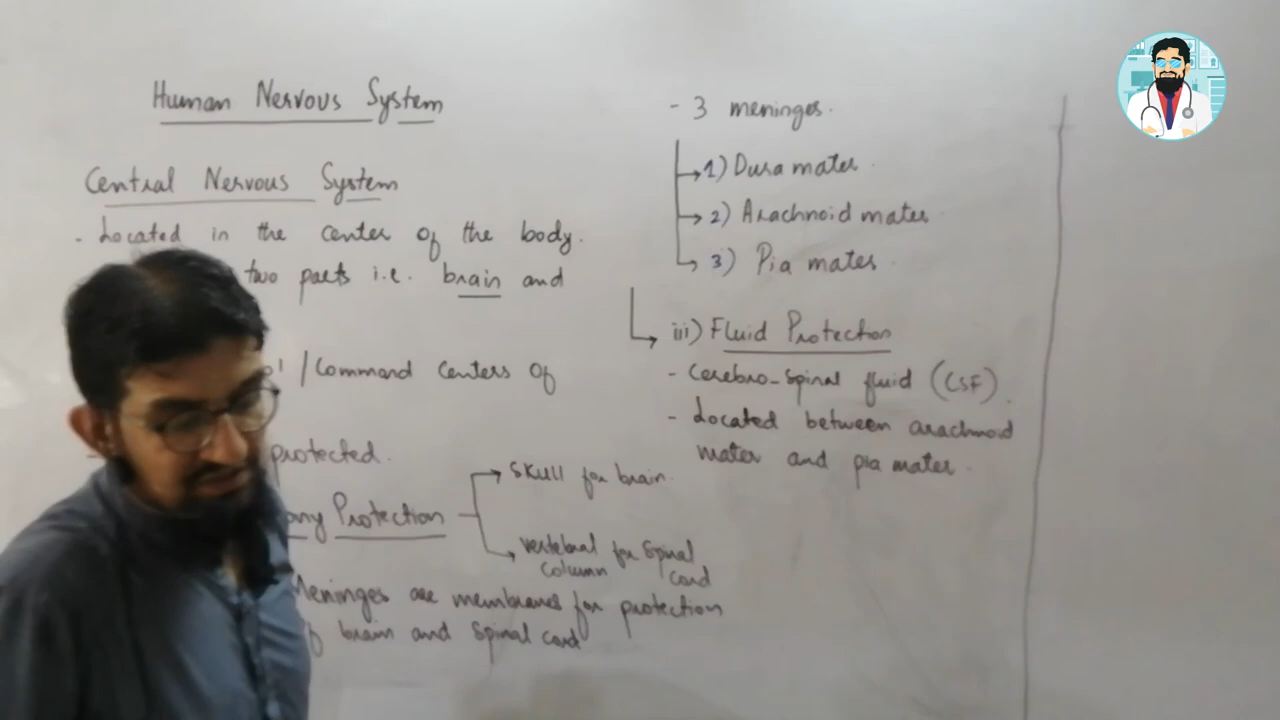 Human Nervous System
Central Nervous System
- Located in the center of the body.
two parts i.e. brain and
/ Command Centers of
protected.
Protection
Skull for brain.
vertebral column for Spinal cord
Meninges are membranes for protection
brain and Spinal cord
- 3 meninges.
1) Dura mater.
2) Arachnoid mater
3) Pia mater.
iii) Fluid Protection
- Cerebro-Spinal fluid (CSF).
- Located between arachnoid
mater and pia mater.